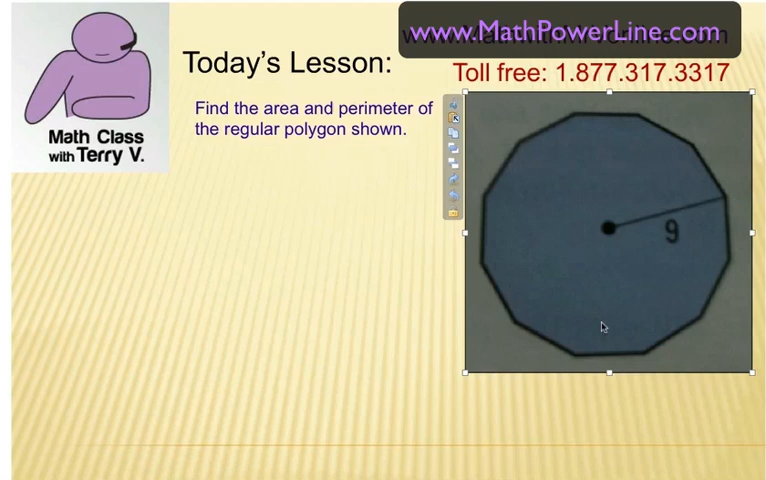 www.MathPowerLine.com
Today's Lesson:
Toll free: 1.877.317.3317
Find the area and perimeter of
the regular polygon shown.
Math Class
with Terry V.
9